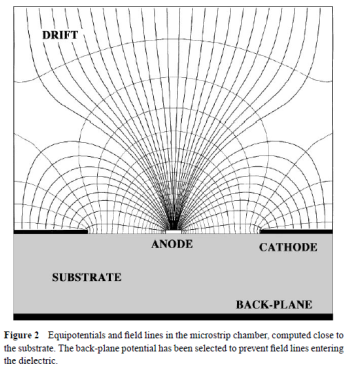 DRIFT
ANODE
CATHODE
SUBSTRATE
BACK-PLANE
Figure 2 Equipotentials and field lines in the microstrip chamber, computed close to
the substrate. The back-plane potential has been selected to prevent field lines entering
the dielectric.